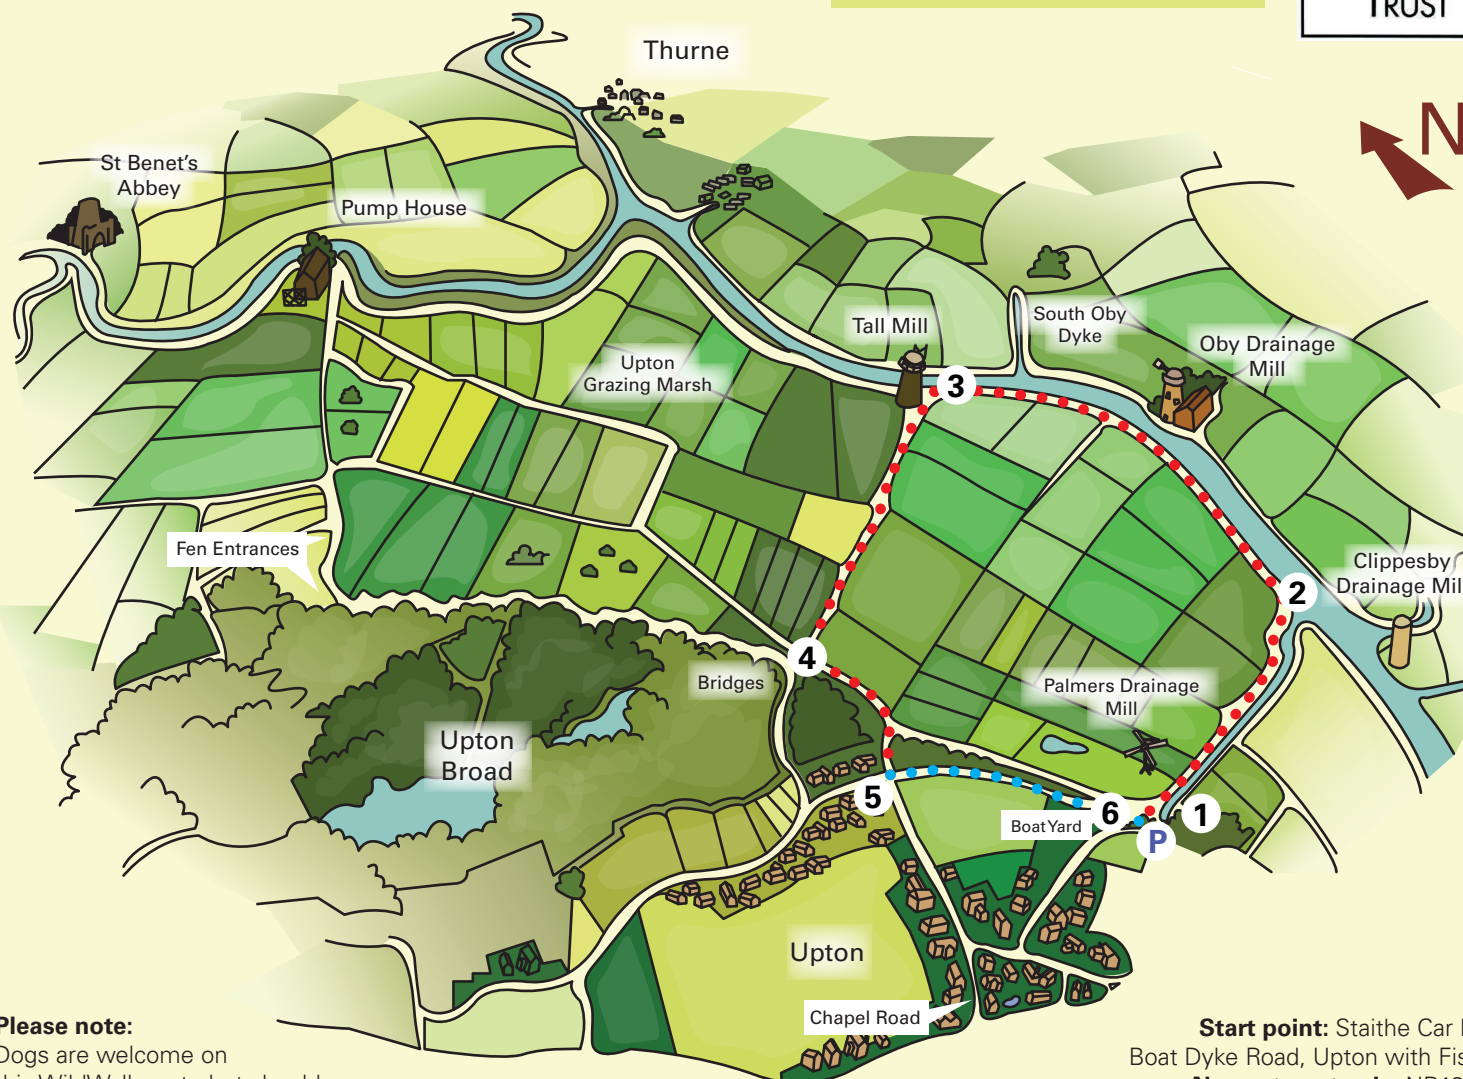 TRUST
Thurne
N
St Benet's
Abbey
Pump House
Tall Mill
South Oby
Dyke
Oby Drainage
Mill
Upton
Grazing Marsh
3
Fen Entrances
Clippesby
Drainage Mil
2
4
Bridges
Palmers Drainage
Mill
Upton
Broad
5
6
1
Boat Yard
P
Upton
Chapel Road
Please note:
Dogs are welcome on
Start point: Staithe Car
Boat Dyke Road, Upton with Fis